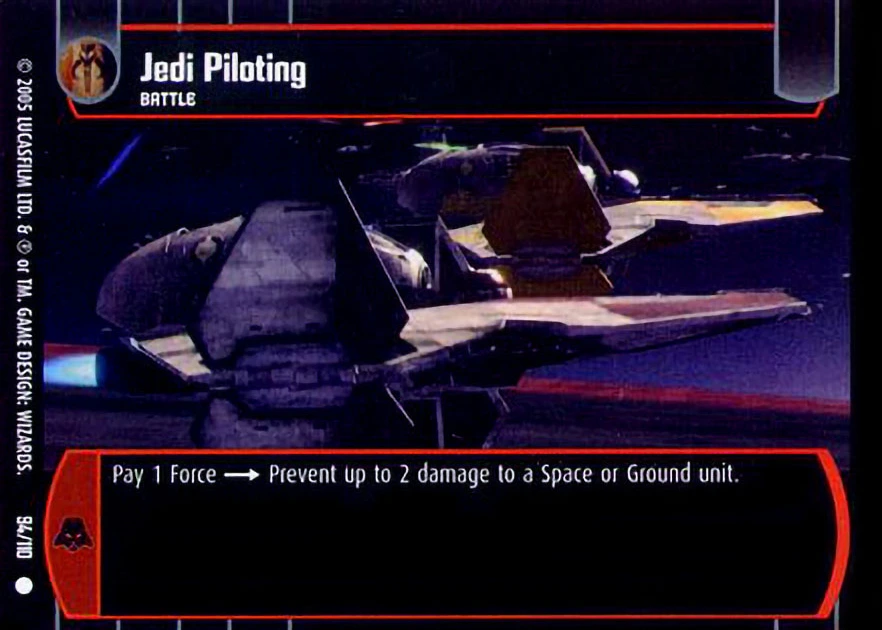 Jedi Piloting
BATTLE
Pay 1 Force → Prevent up to 2 damage to a Space or Ground unit.
© 2005 LUCASFILM LTD. & ® or TM. GAME DESIGN: WIZARDS.
94/110